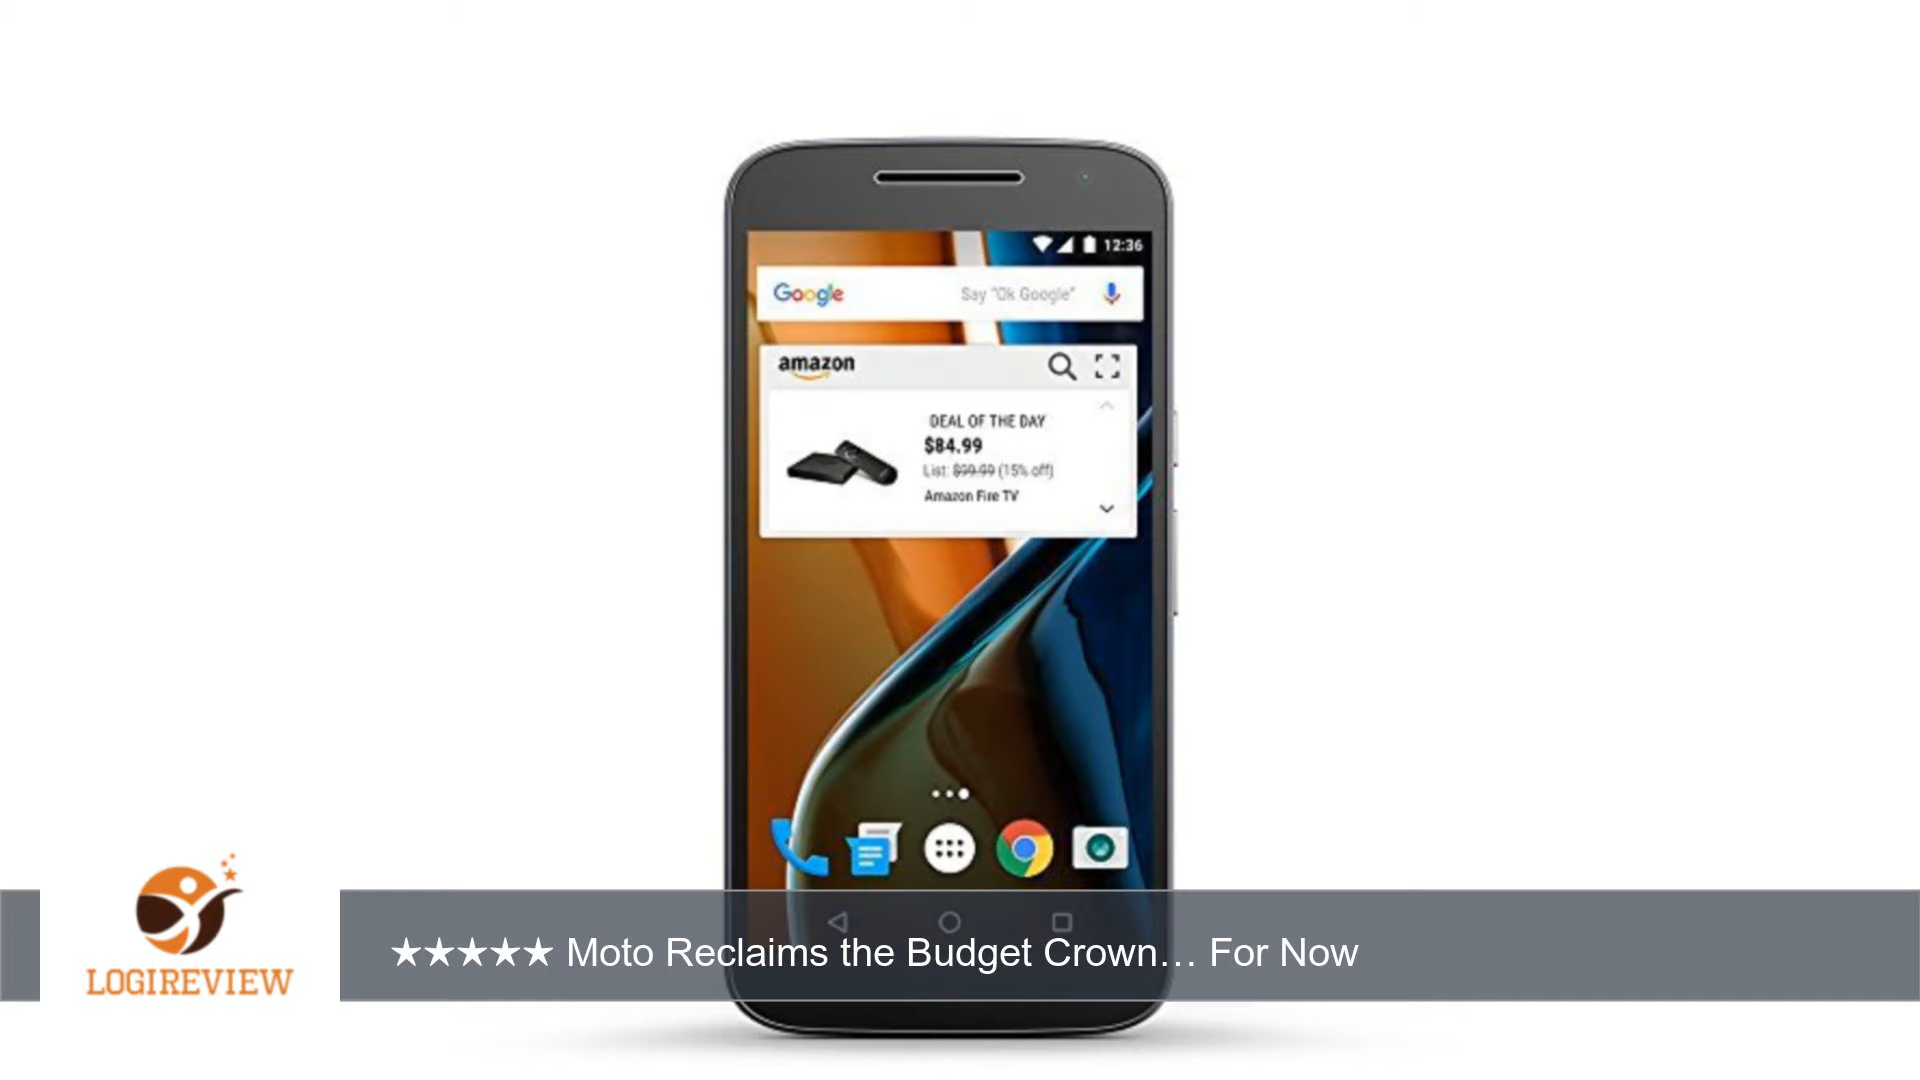 12:36
Google Say "Ok Google"
amazon
DEAL OF THE DAY
$84.99
List: $99.99 (15% off)
Amazon Fire TV
★★★★★ Moto Reclaims the Budget Crown… For Now
LOGIREVIEW